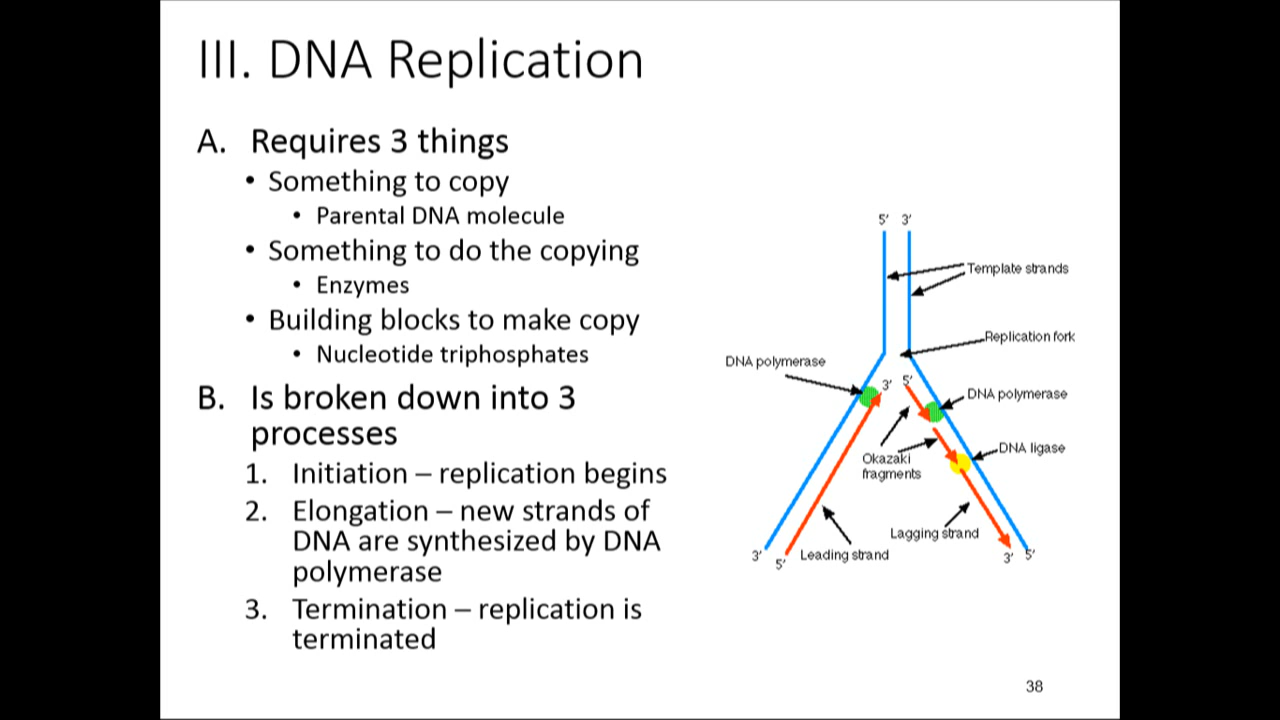 III. DNA Replication
A. Requires 3 things
• Something to copy
• Parental DNA molecule
• Something to do the copying
• Enzymes
• Building blocks to make copy
• Nucleotide triphosphates
B. Is broken down into 3
processes
1. Initiation – replication begins
2. Elongation – new strands of
DNA are synthesized by DNA
polymerase
3. Termination – replication is
terminated
5' 3'
Template strands
Replication fork
DNA polymerase
3' 5'
DNA polymerase
DNA ligase
Okazaki
fragments
Lagging strand
Leading strand
3' 5'
3' 5'
38